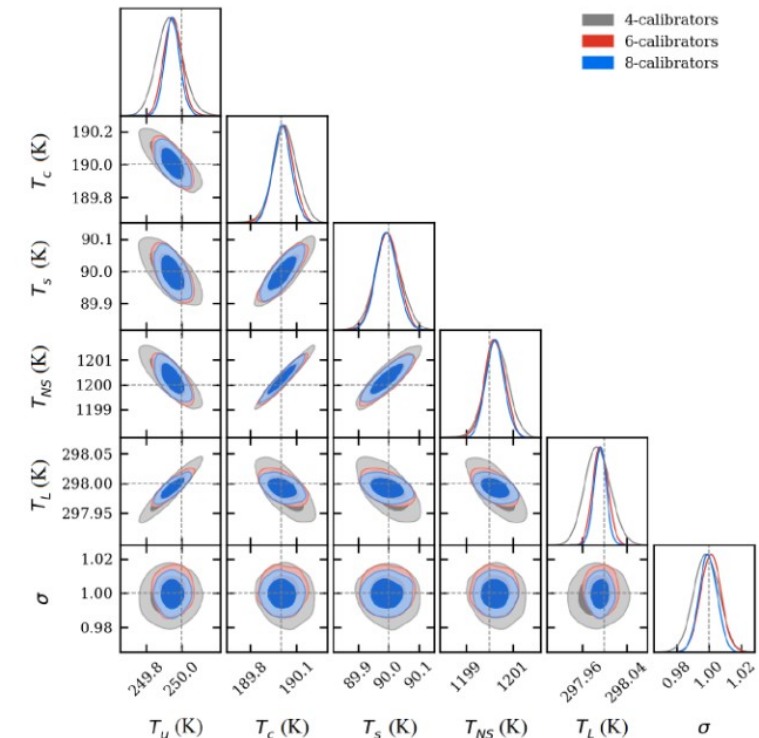 4-calibrators
6-calibrators
8-calibrators
190.2
190.0
189.8
T_c (K)
90.1
90.0
89.9
T_s (K)
1201
1200
1199
T_NS (K)
298.05
298.00
297.95
T_L (K)
1.02
1.00
0.98
σ
249.8 250.0 189.8 190.1 89.9 90.0 90.1 1199 1201 297.96 298.04 0.98 1.00 1.02
T_u (K) T_c (K) T_s (K) T_NS (K) T_L (K) σ